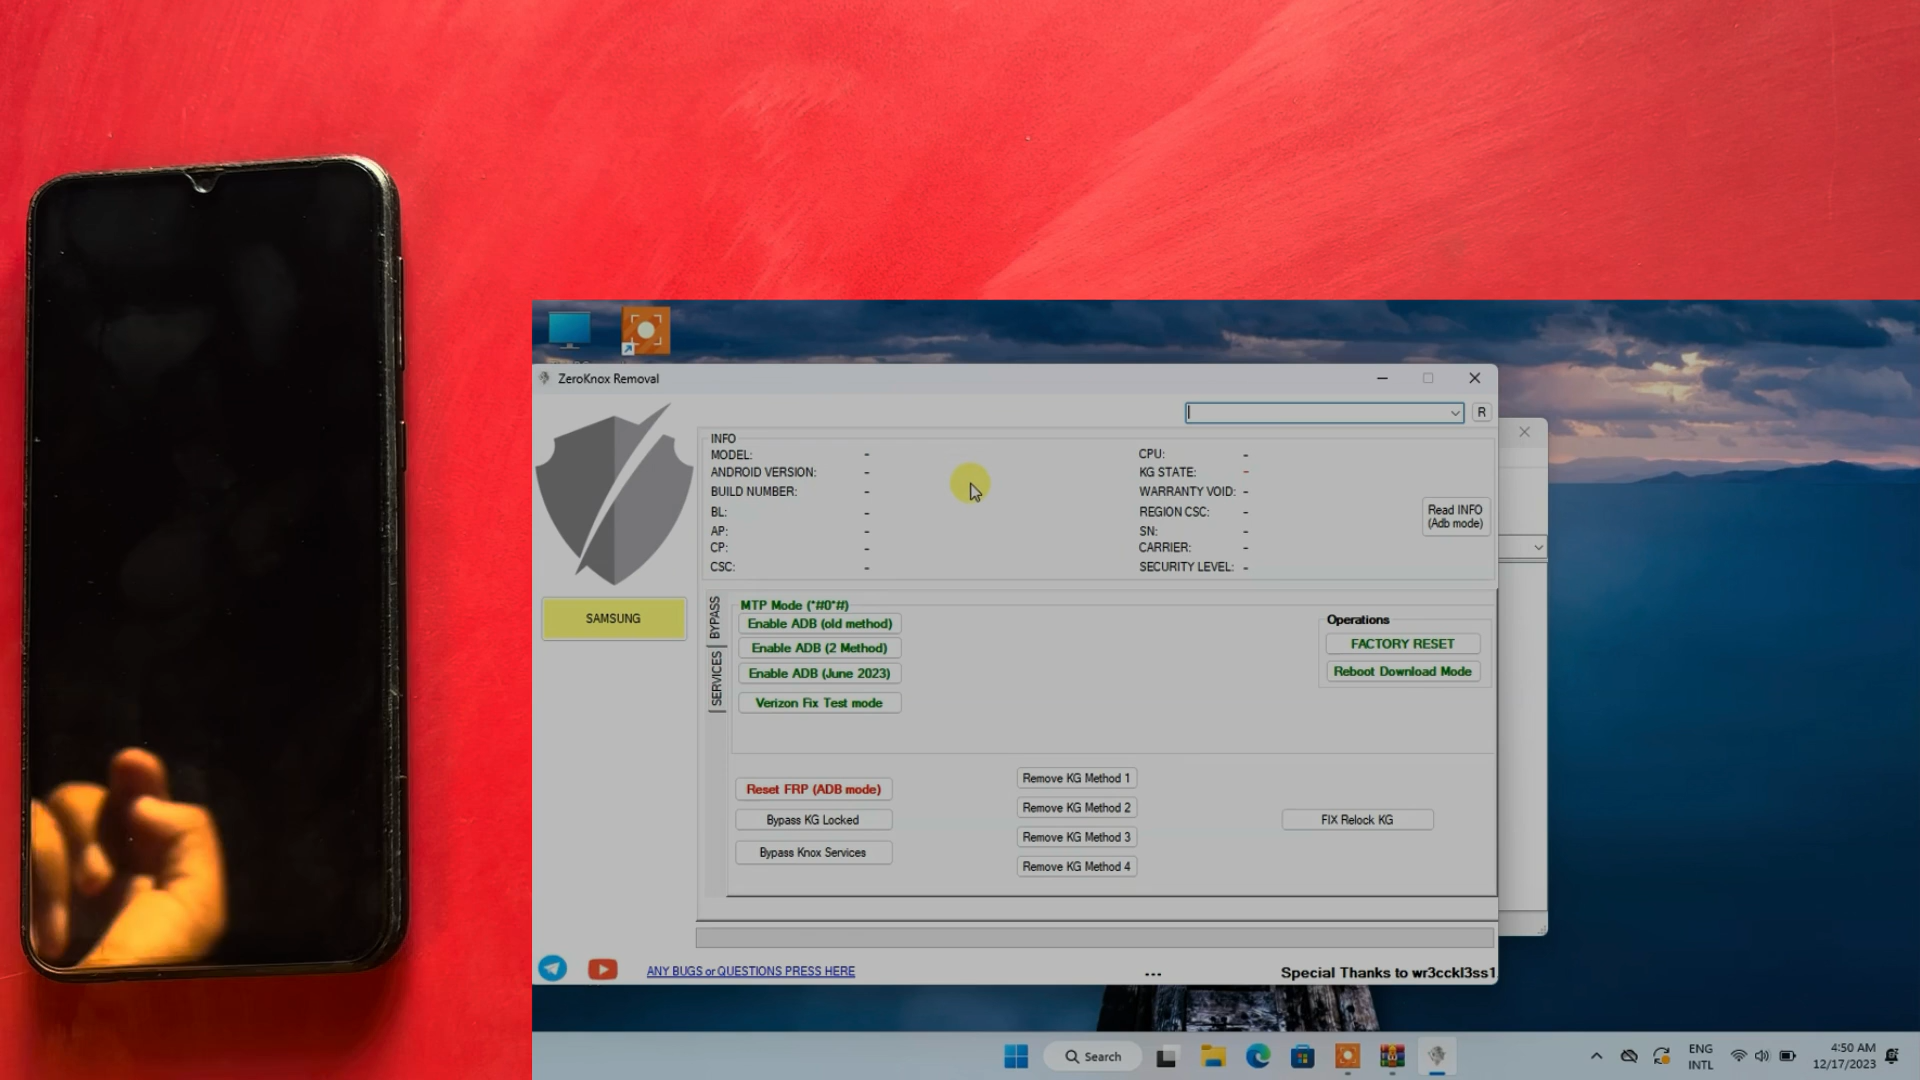 ZeroKnox Removal
R
INFO
MODEL: -
ANDROID VERSION: -
BUILD NUMBER: -
BL: -
AP: -
CP: -
CSC: -
CPU: -
KG STATE: -
WARRANTY VOID: -
REGION CSC: -
SN: -
CARRIER: -
SECURITY LEVEL: -
Read INFO
(Adb mode)
SAMSUNG
BYPASS
SERVICES
MTP Mode (*#0*#)
Enable ADB (old method)
Enable ADB (2 Method)
Enable ADB (June 2023)
Verizon Fix Test mode
Operations
FACTORY RESET
Reboot Download Mode
Reset FRP (ADB mode)
Bypass KG Locked
Bypass Knox Services
Remove KG Method 1
Remove KG Method 2
Remove KG Method 3
Remove KG Method 4
FIX Relock KG
ANY BUGS or QUESTIONS PRESS HERE
---
Special Thanks to wr3cckl3ss1
Search
ENG
INTL
4:50 AM
12/17/2023